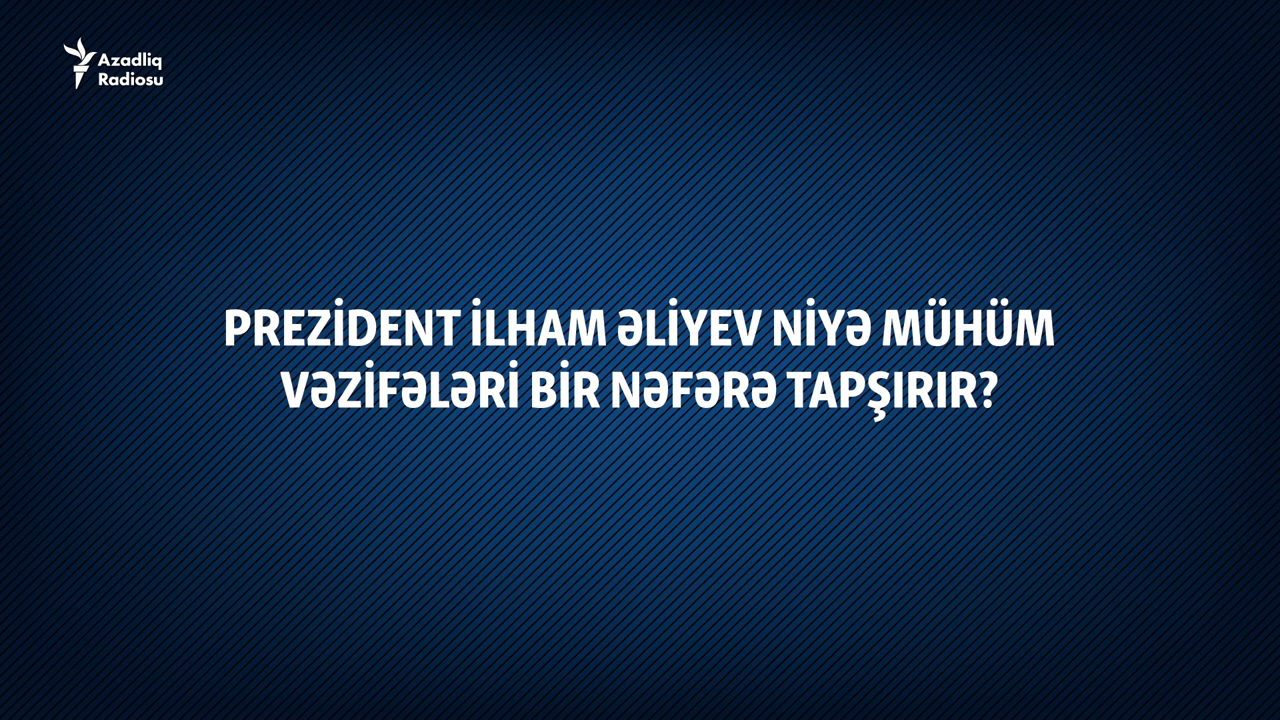 Azadliq
Radiosu
PREZİDENT İLHAM ƏLİYEV NİYƏ MÜHÜM
VƏZİFƏLƏRİ BİR NƏFƏRƏ TAPŞIRIR?